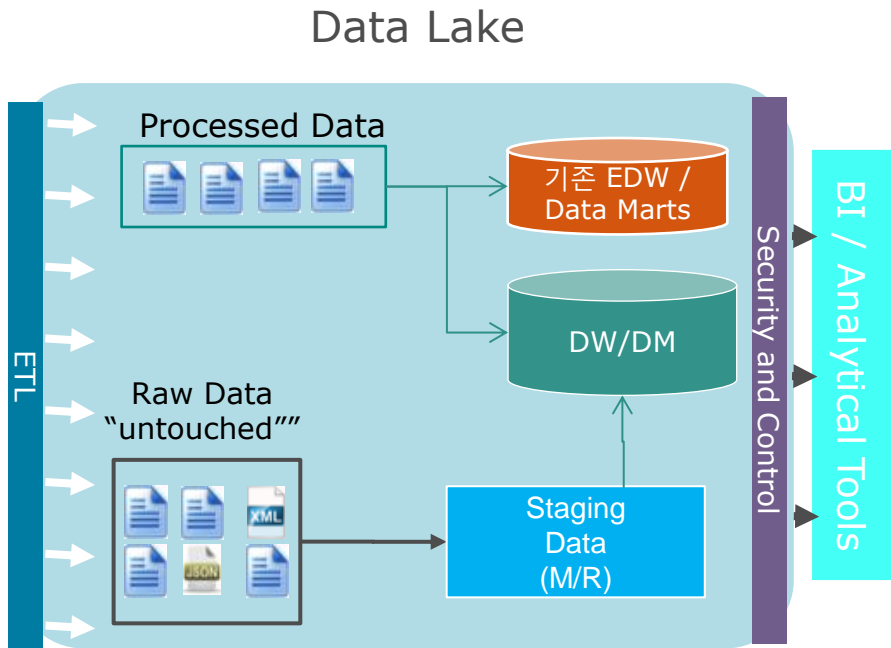 Data Lake
ETL
Processed Data
기존 EDW /
Data Marts
DW/DM
Raw Data
“untouched””
XML
JSON
Staging
Data
(M/R)
Security and Control
BI / Analytical Tools